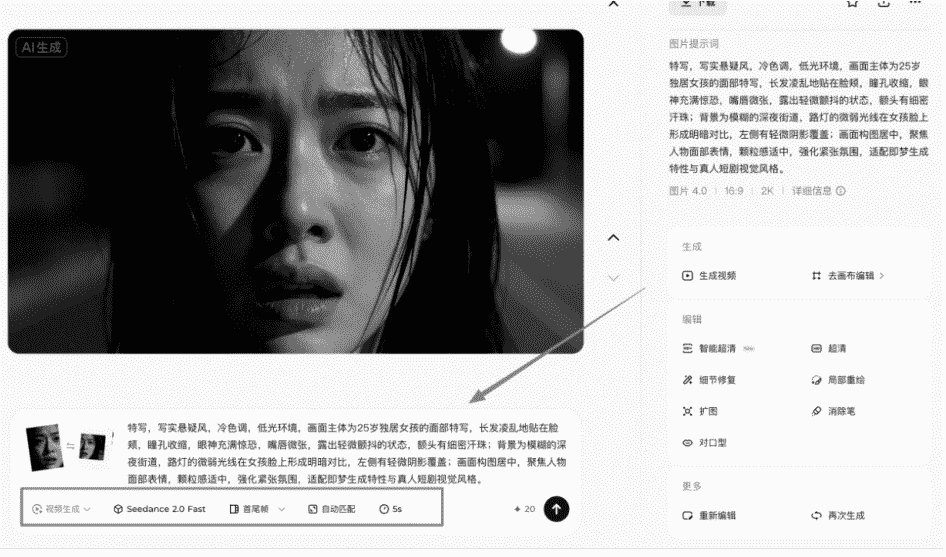 AI生成
下载
图片提示词
特写，写实悬疑风，冷色调，低光环境，画面主体为25岁
独居女孩的面部特写，长发凌乱地贴在脸颊，瞳孔收缩，眼
神充满惊恐，嘴唇微张，露出轻微颤抖的状态，额头有细密
汗珠；背景为模糊的深夜街道，路灯的微弱光线在女孩脸上
形成明暗对比，左侧有轻微阴影覆盖；画面构图居中，聚焦
人物面部表情，颗粒感适中，强化紧张氛围，适配即梦生成
特性与真人短剧视觉风格。
图片 4.0 | 16:9 | 2K | 详细信息
生成
生成视频
去画布编辑
编辑
智能超清 New
超清
细节修复
局部重绘
扩图
消除笔
对口型
更多
重新编辑
再次生成
特写，写实悬疑风，冷色调，低光环境，画面主体为25岁独居女孩的面部特写，长发凌乱地贴在脸
颊，瞳孔收缩，眼神充满惊恐，嘴唇微张，露出轻微颤抖的状态，额头有细密汗珠；背景为模糊的深
夜街道，路灯的微弱光线在女孩脸上形成明暗对比，左侧有轻微阴影覆盖；画面构图居中，聚焦人物
面部表情，颗粒感适中，强化紧张氛围，适配即梦生成特性与真人短剧视觉风格。
视频生成 Seedance 2.0 Fast 首尾帧 自动匹配 5s
20